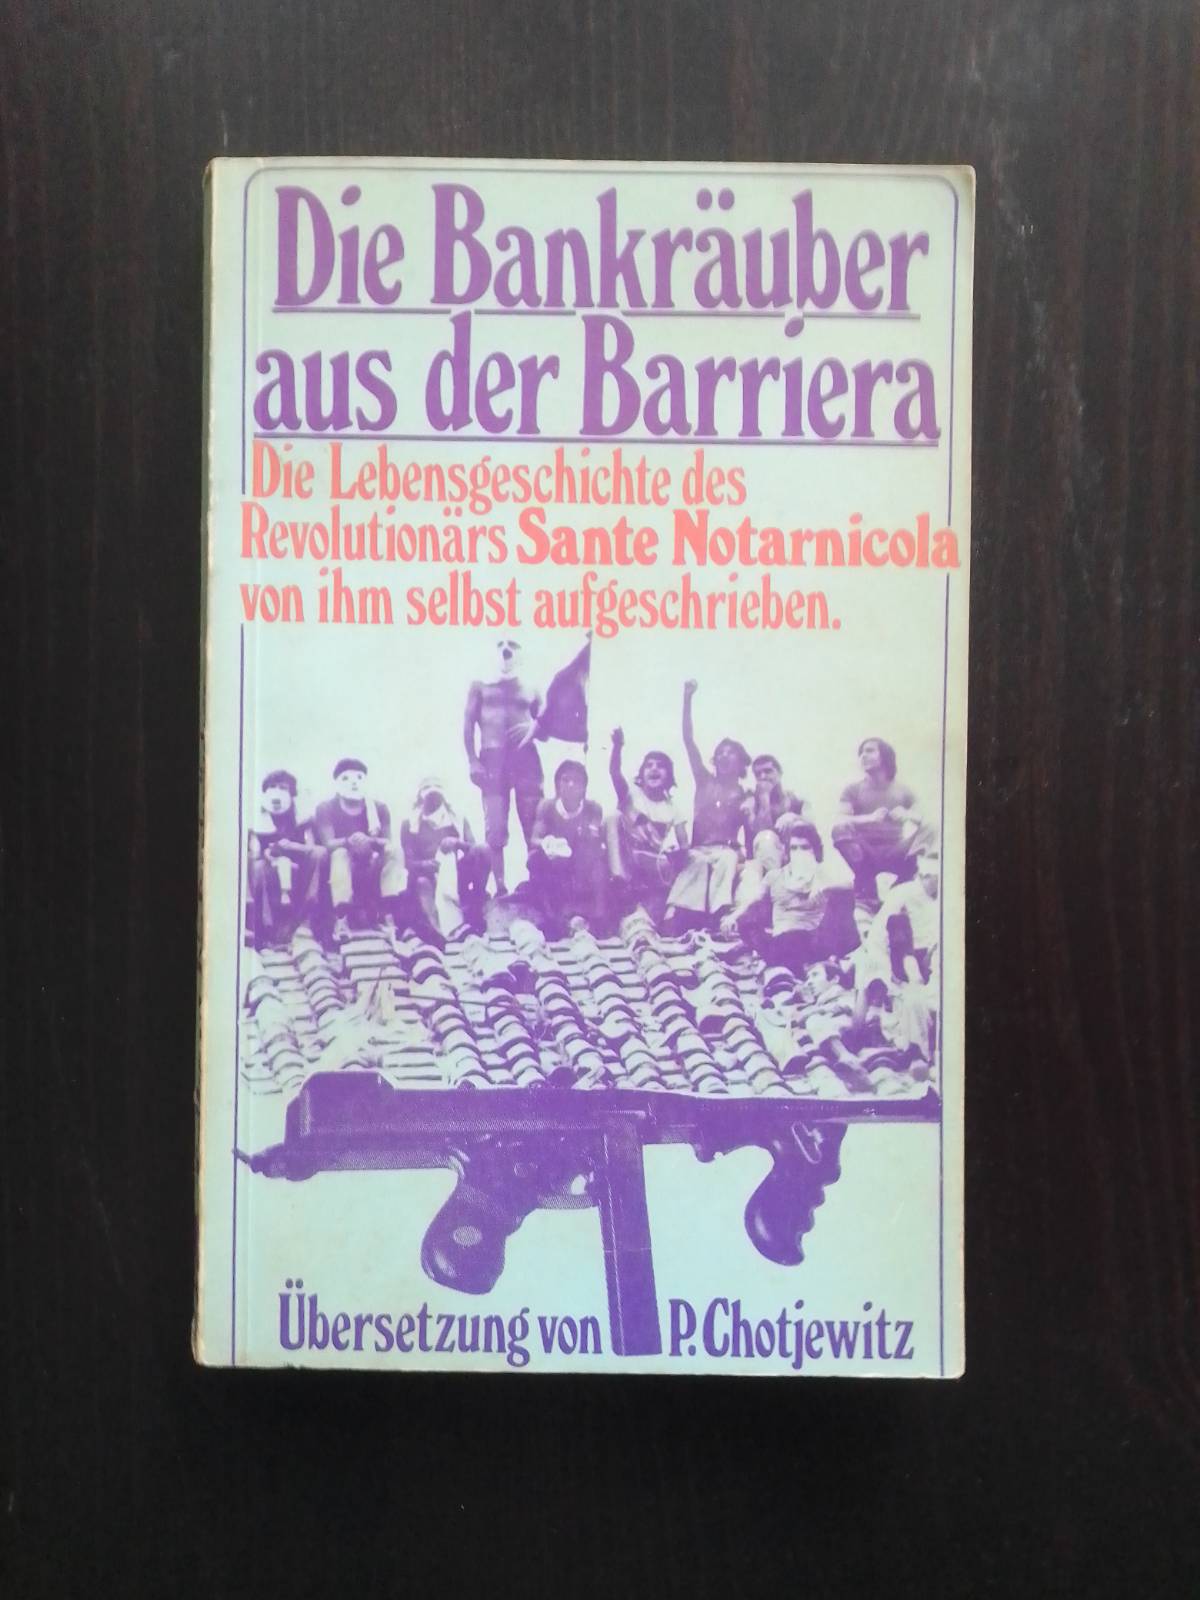 Die Bankräuber
aus der Barriera
Die Lebensgeschichte des
Revolutionärs Sante Notarnicola
von ihm selbst aufgeschrieben.
Übersetzung von P. Chotjewitz